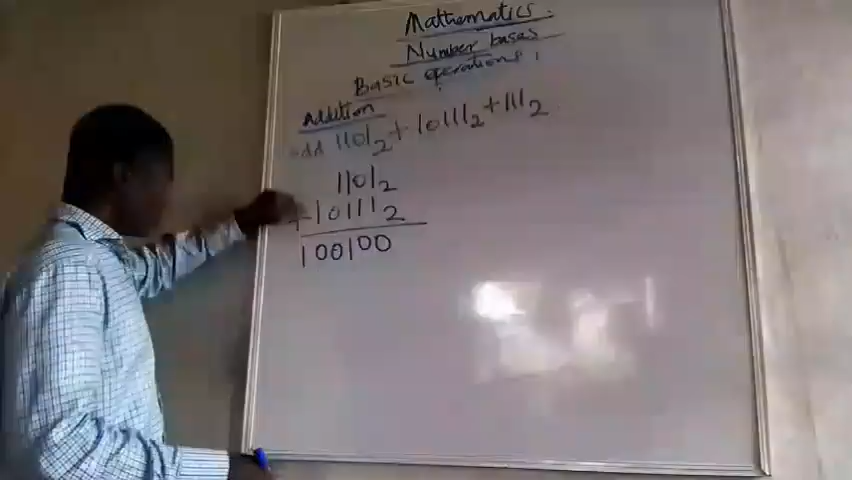 Mathematics.
Number bases
Basic operations:
Addition
add 1101₂ + 10111₂ + 111₂
1101₂
+10111₂
100100